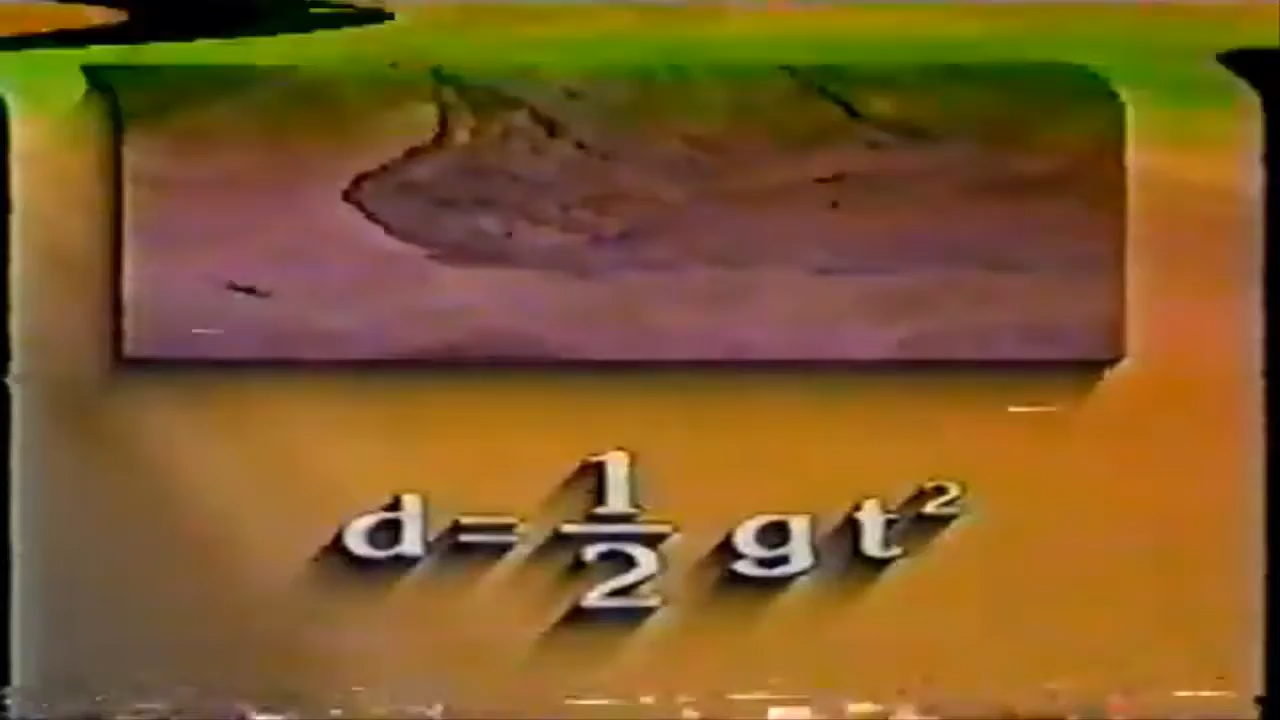 d = 1/2 gt²